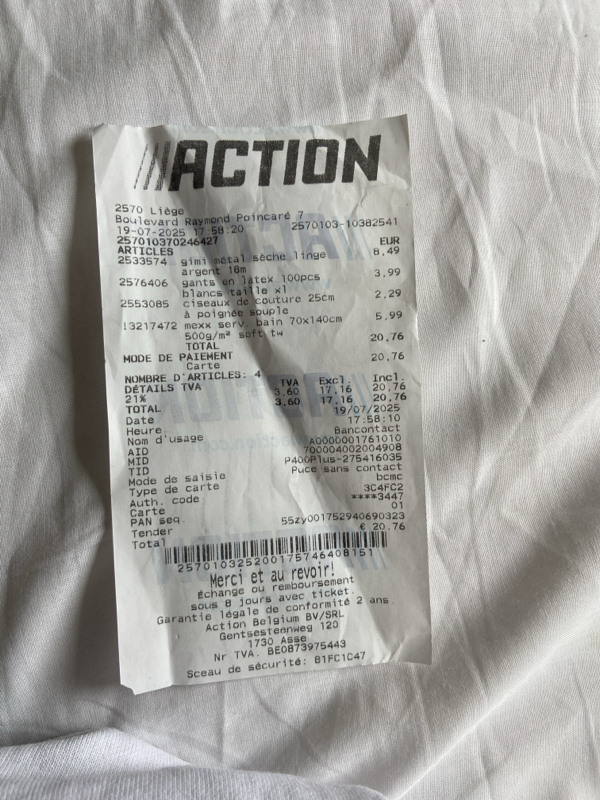 ACTION
2570 Liège
Boulevard Raymond Poincaré 7
19-07-2025 17:58:20 2570103-10382541
257010370246427
ARTICLES EUR
2533574 gimi métal sèche linge 8,49
argent 18m
2576406 gants en latex 100pcs 3,99
blancs taille xl
2553085 ciseaux de couture 25cm 2,29
à poignée souple
13217472 mexx serv. bain 70x140cm 5,99
500g/m² soft tw
TOTAL 20,76
MODE DE PAIEMENT
Carte 20,76
NOMBRE D'ARTICLES: 4
DÉTAILS TVA TVA Excl. Incl.
21% 3,60 17,16 20,76
TOTAL 3,60 17,16 20,76
Date 19/07/2025
Heure 17:58:10
Nom d'usage Bancontact
AID A0000001761010
MID 70000400200490B
TID P400Plus-275416035
Mode de saisie Puce sans contact
Type de carte bcmc
Auth. code 3C4FC2
Carte ****3447
PAN seq. 01
Tender 55zy001752940690323
Total € 20.76
2570103252001757464081​51
Merci et au revoir!
Échange ou remboursement
sous 8 jours avec ticket.
Garantie légale de conformité 2 ans
Action Belgium BV/SRL
Gentsesteenweg 120
1730 Asse
Nr TVA. BE0873975443
Sceau de sécurité: B1FC1C47